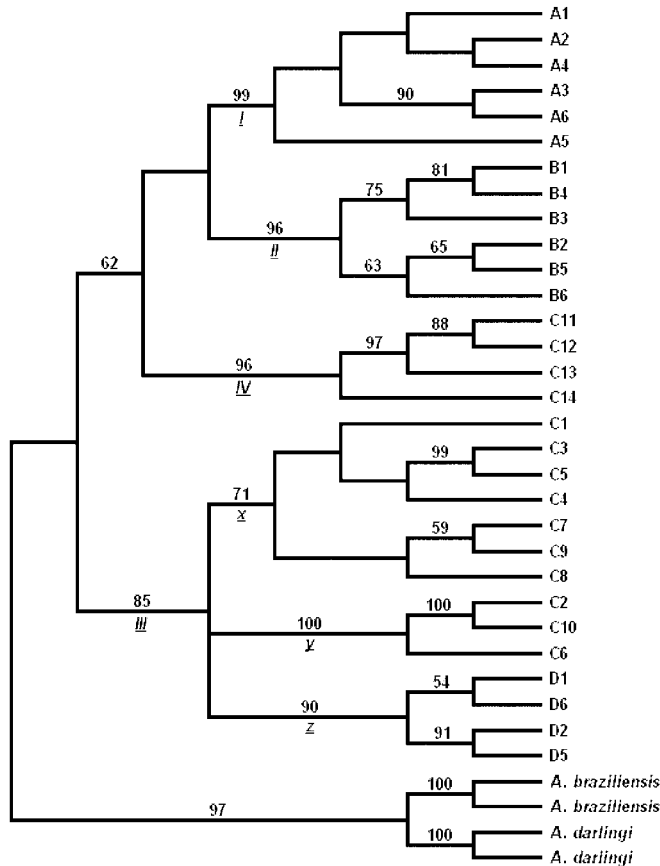 A1
A2
A4
99
I
90
A3
A6
A5
B1
81
75
B4
B3
96
II
B2
65
63
B5
62
B6
C11
88
97
C12
96
IV
C13
C14
C1
C3
99
C5
71
x
C4
C7
59
C9
C8
C2
100
85
III
100
y
C10
C6
D1
54
90
z
D6
D2
91
D5
A. braziliensis
100
97
A. braziliensis
A. darlingi
100
A. darlingi